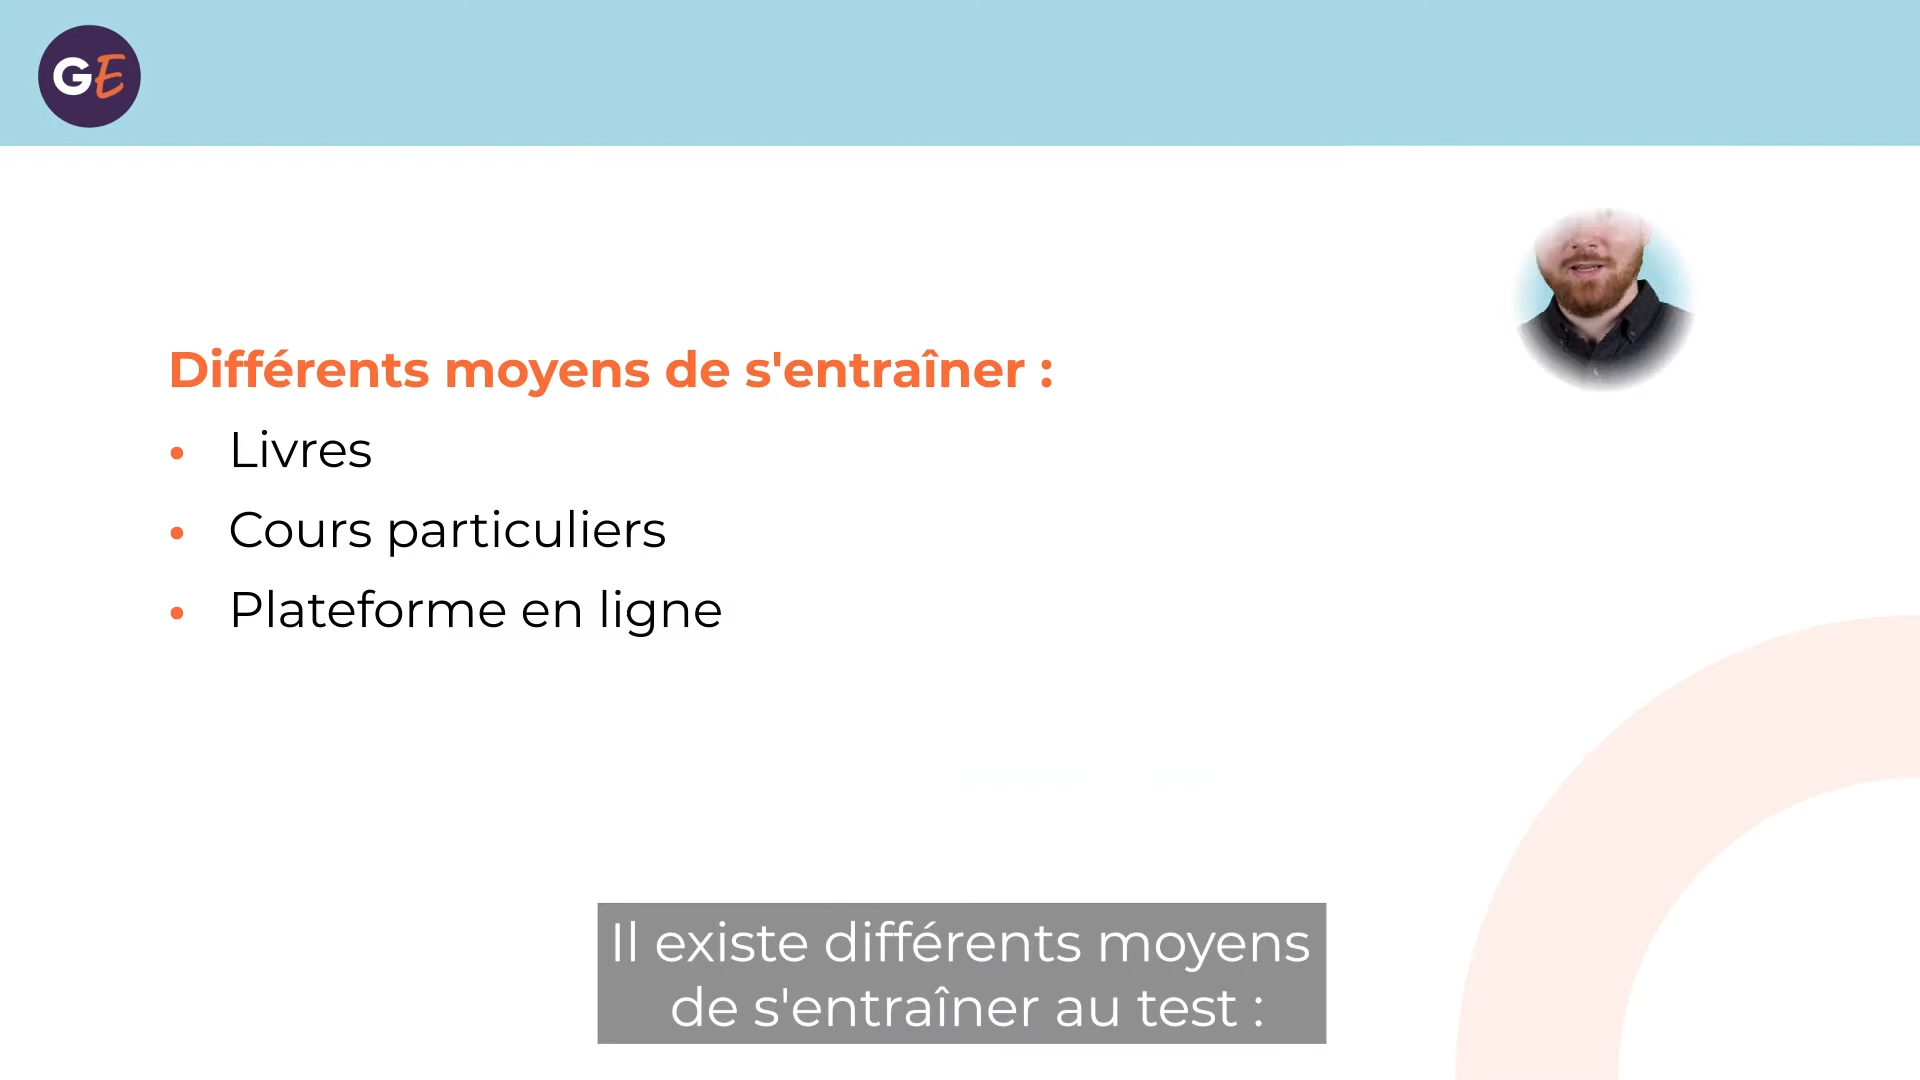 GE
Différents moyens de s'entraîner :
• Livres
• Cours particuliers
• Plateforme en ligne
Il existe différents moyens
de s'entraîner au test :